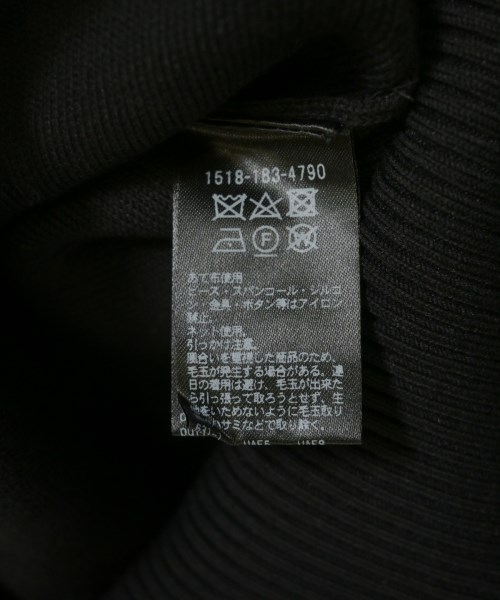 1518-183-4790
F W
あて布使用
ビーズ・スパンコール・シルコ
ン・金具・ボタン等はアイロン
禁止。
ネット使用。
引っかけ注意。
風合いを重視した商品のため、
毛玉が発生する場合がある。連
日の着用は避け、毛玉が出来た
ら引っ張って取ろうとせず、生
地をいためないように毛玉取り
ハサミなどで取り除く。